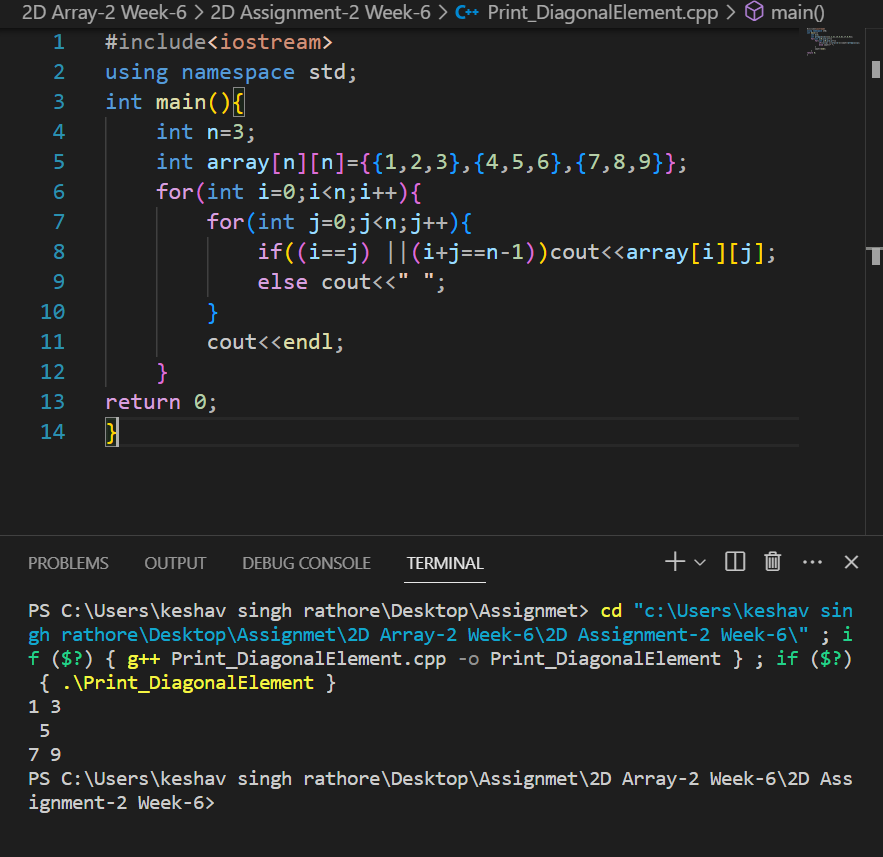 2D Array-2 Week-6 > 2D Assignment-2 Week-6 > C++ Print_DiagonalElement.cpp > main()
1 #include<iostream>
2 using namespace std;
3 int main(){
4     int n=3;
5     int array[n][n]={{1,2,3},{4,5,6},{7,8,9}};
6     for(int i=0;i<n;i++){
7         for(int j=0;j<n;j++){
8             if((i==j) ||(i+j==n-1))cout<<array[i][j];
9             else cout<<" ";
10         }
11         cout<<endl;
12     }
13 return 0;
14 }
PROBLEMS OUTPUT DEBUG CONSOLE TERMINAL
PS C:\Users\keshav singh rathore\Desktop\Assignmet> cd "c:\Users\keshav sin
gh rathore\Desktop\Assignmet\2D Array-2 Week-6\2D Assignment-2 Week-6\" ; i
f ($?) { g++ Print_DiagonalElement.cpp -o Print_DiagonalElement } ; if ($?)
 { .\Print_DiagonalElement }
1 3
 5
7 9
PS C:\Users\keshav singh rathore\Desktop\Assignmet\2D Array-2 Week-6\2D Ass
ignment-2 Week-6>